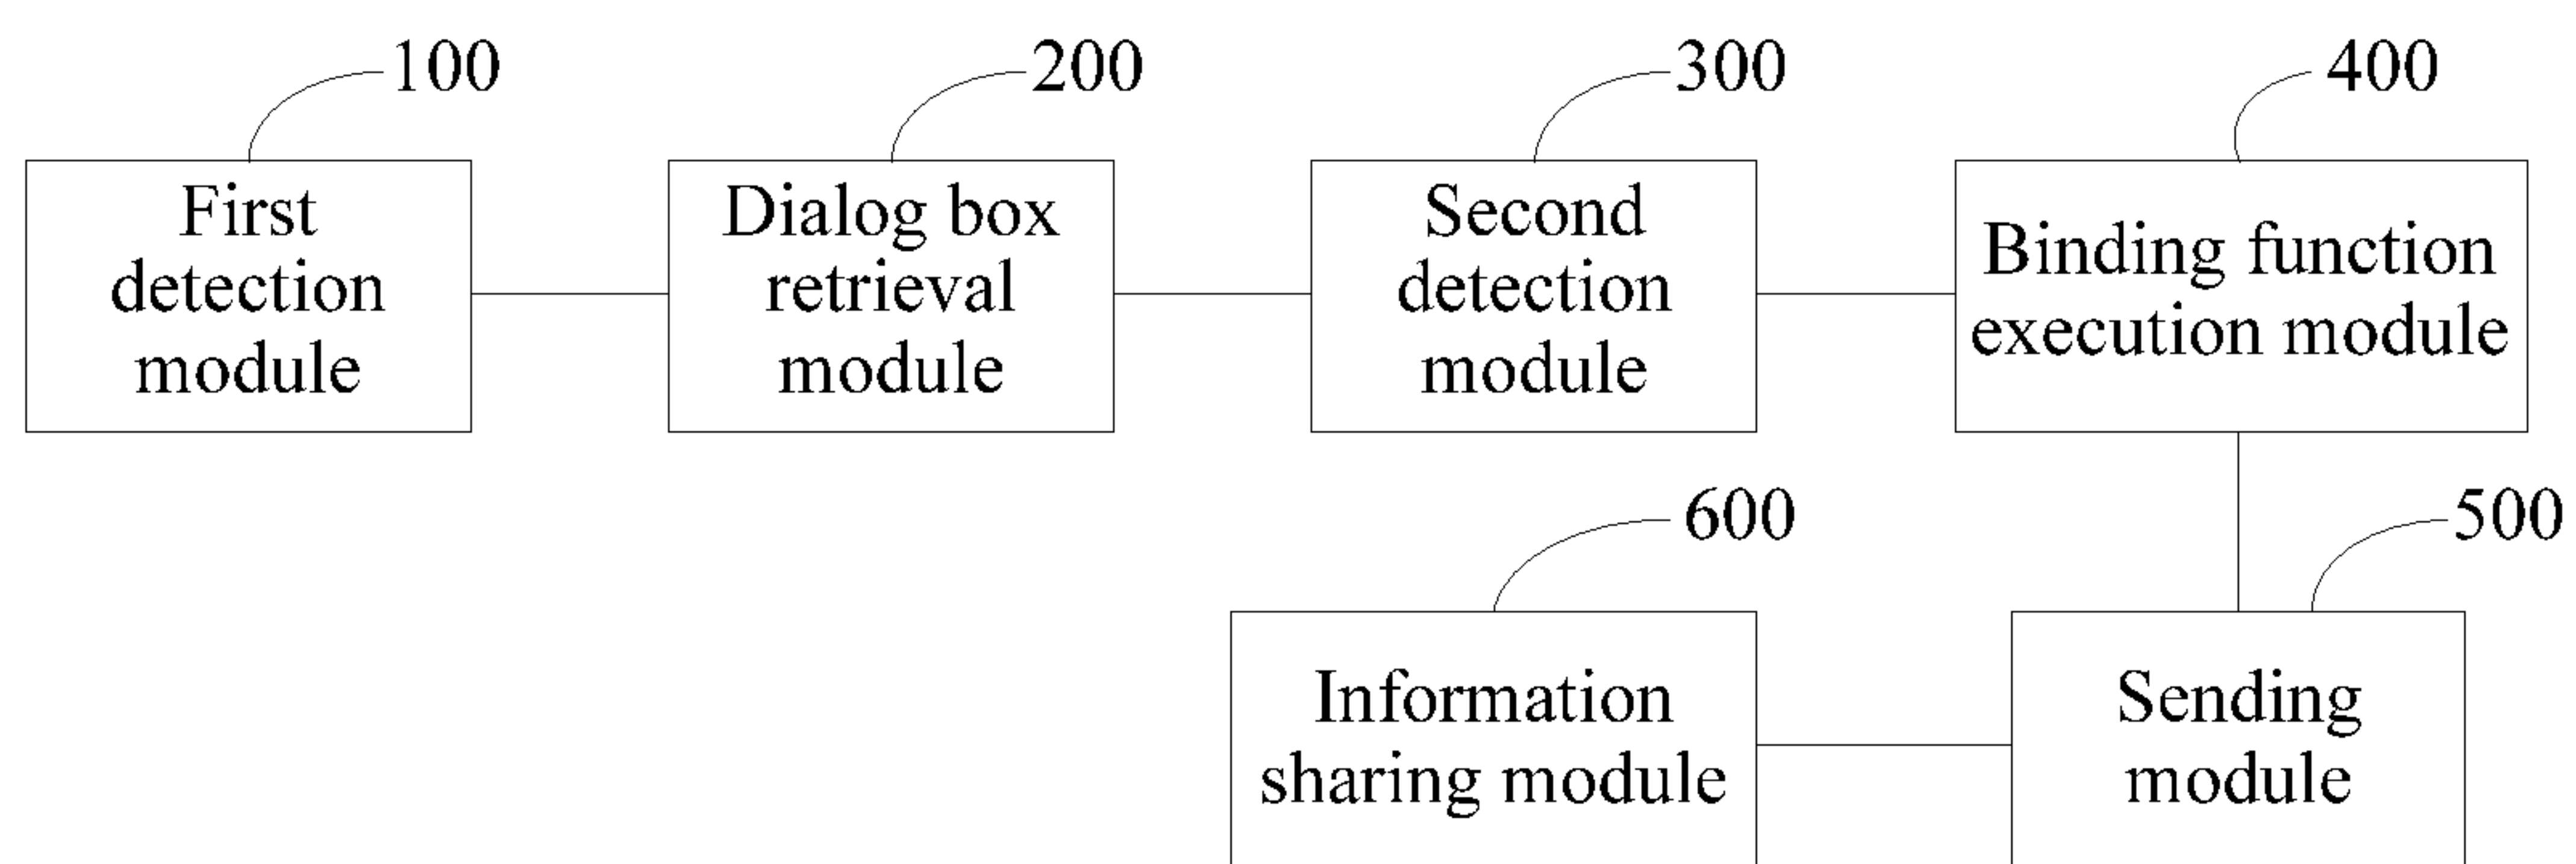 100
200
300
400
First
detection
module
Dialog box
retrieval
module
Second
detection
module
Binding function
execution module
600
500
Information
sharing module
Sending
module